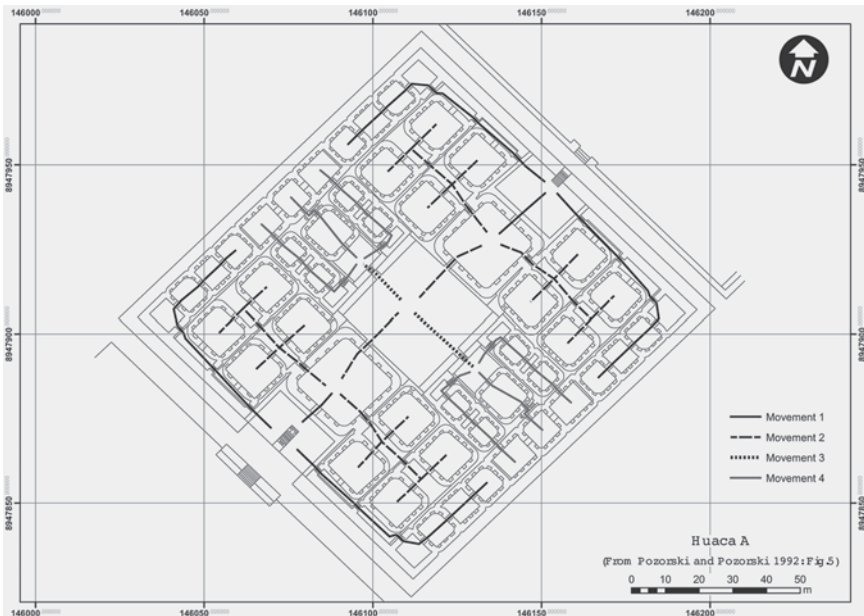 146000 146050 146100 146150 146200
N
8947950 8947950
8947900 8947900
Movement 1
Movement 2
Movement 3
Movement 4
8947850 8947850
Huaca A
(From Pozorski and Pozorski 1992:Fig.5)
0 10 20 30 40 50
m
146000 146050 146100 146150 146200